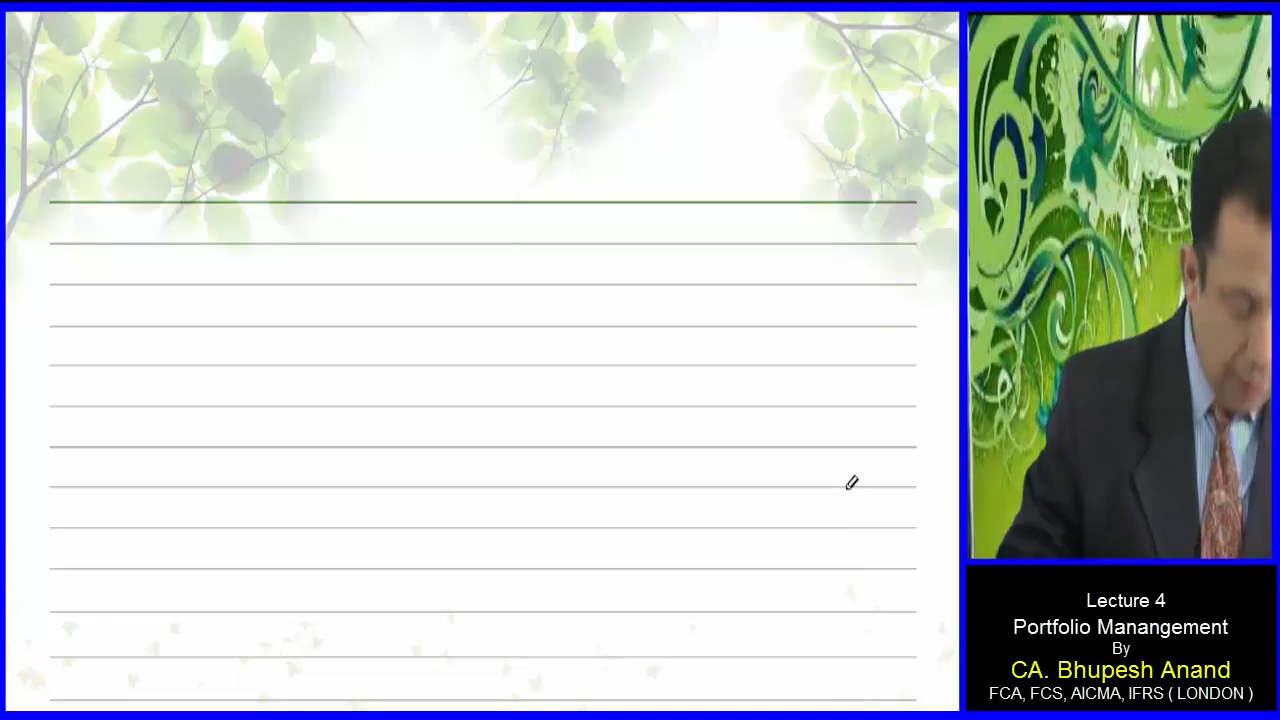 Lecture 4
Portfolio Manangement
By
CA. Bhupesh Anand
FCA, FCS, AICMA, IFRS ( LONDON )